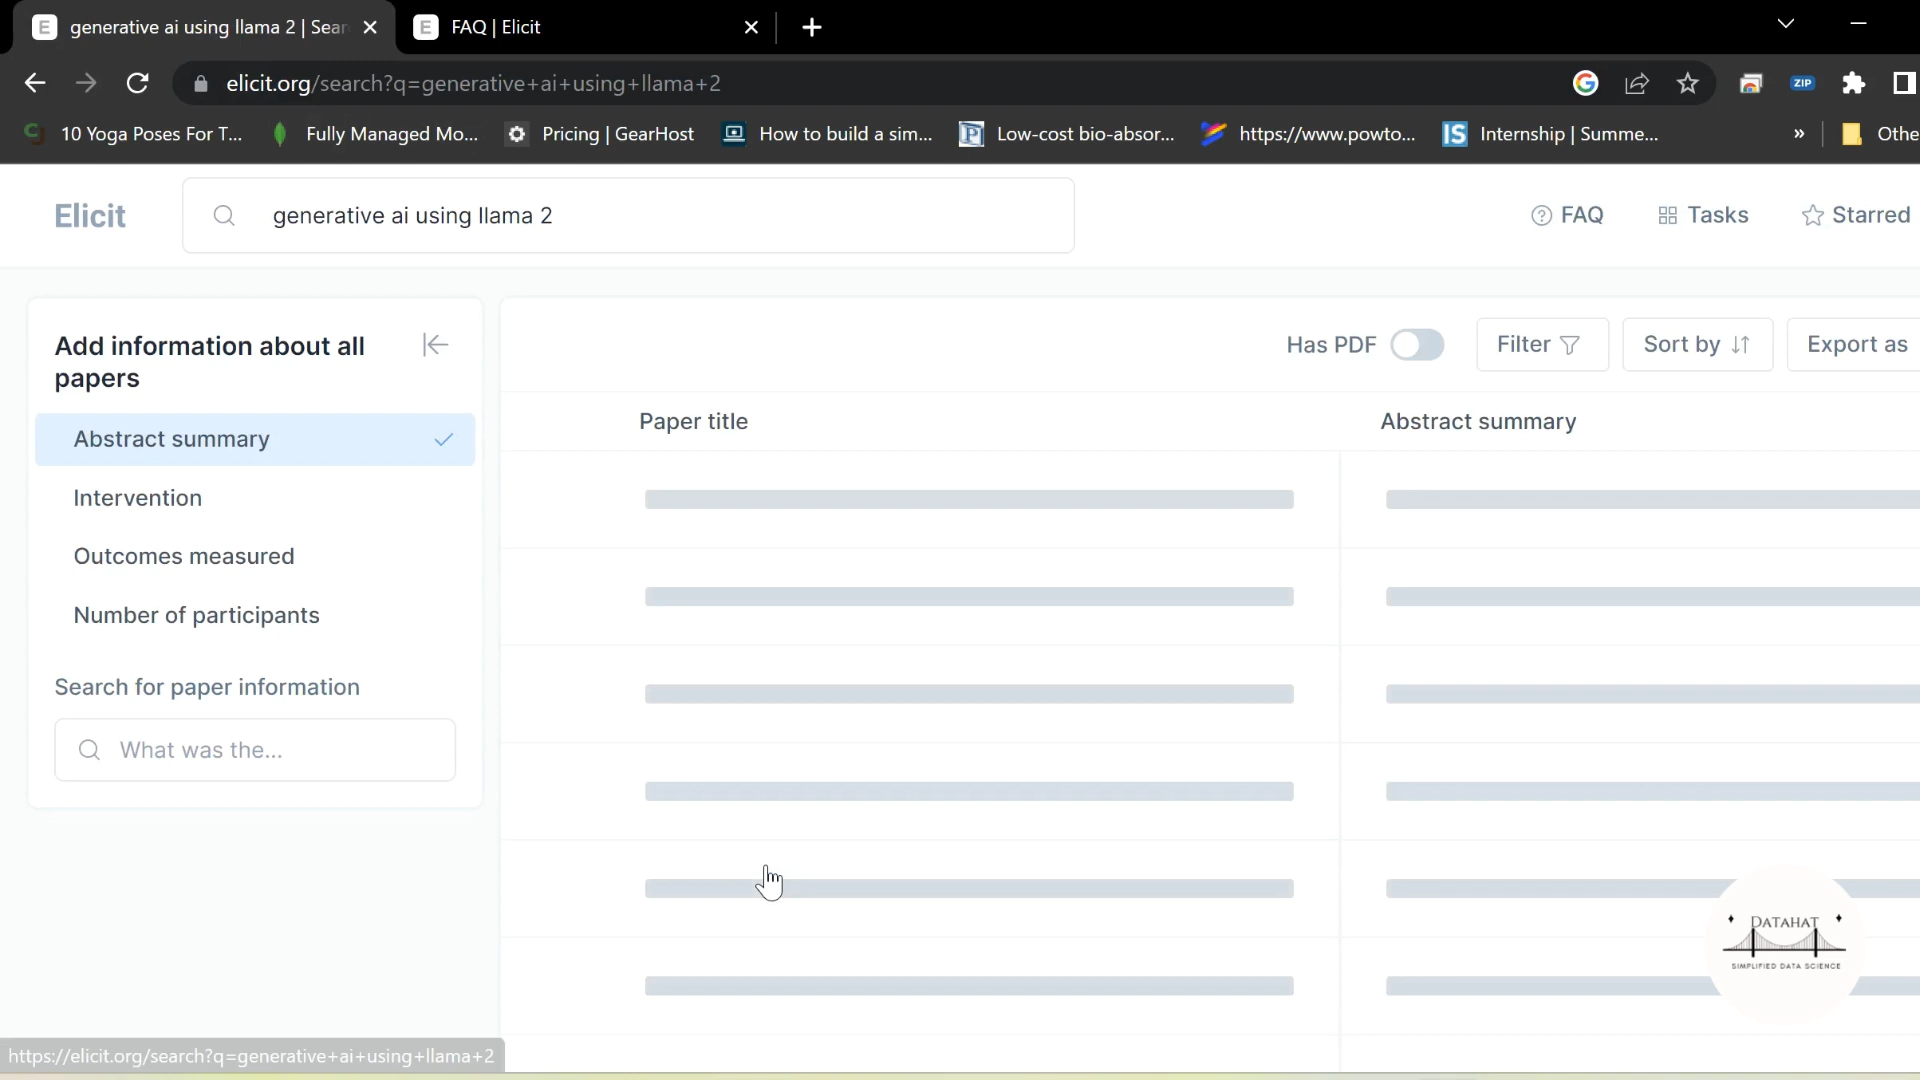 generative ai using llama 2 | Sear
FAQ | Elicit
elicit.org/search?q=generative+ai+using+llama+2
ZIP
10 Yoga Poses For T...
Fully Managed Mo...
Pricing | GearHost
How to build a sim...
Low-cost bio-absor...
https://www.powto...
IS
Internship | Summe...
»
Othe
Elicit
generative ai using llama 2
FAQ
Tasks
Starred
Add information about all
papers
Has PDF
Filter
Sort by
Export as
Paper title
Abstract summary
Abstract summary
Intervention
Outcomes measured
Number of participants
Search for paper information
What was the...
DATAHAT
SIMPLIFIED DATA SCIENCE
https://elicit.org/search?q=generative+ai+using+llama+2